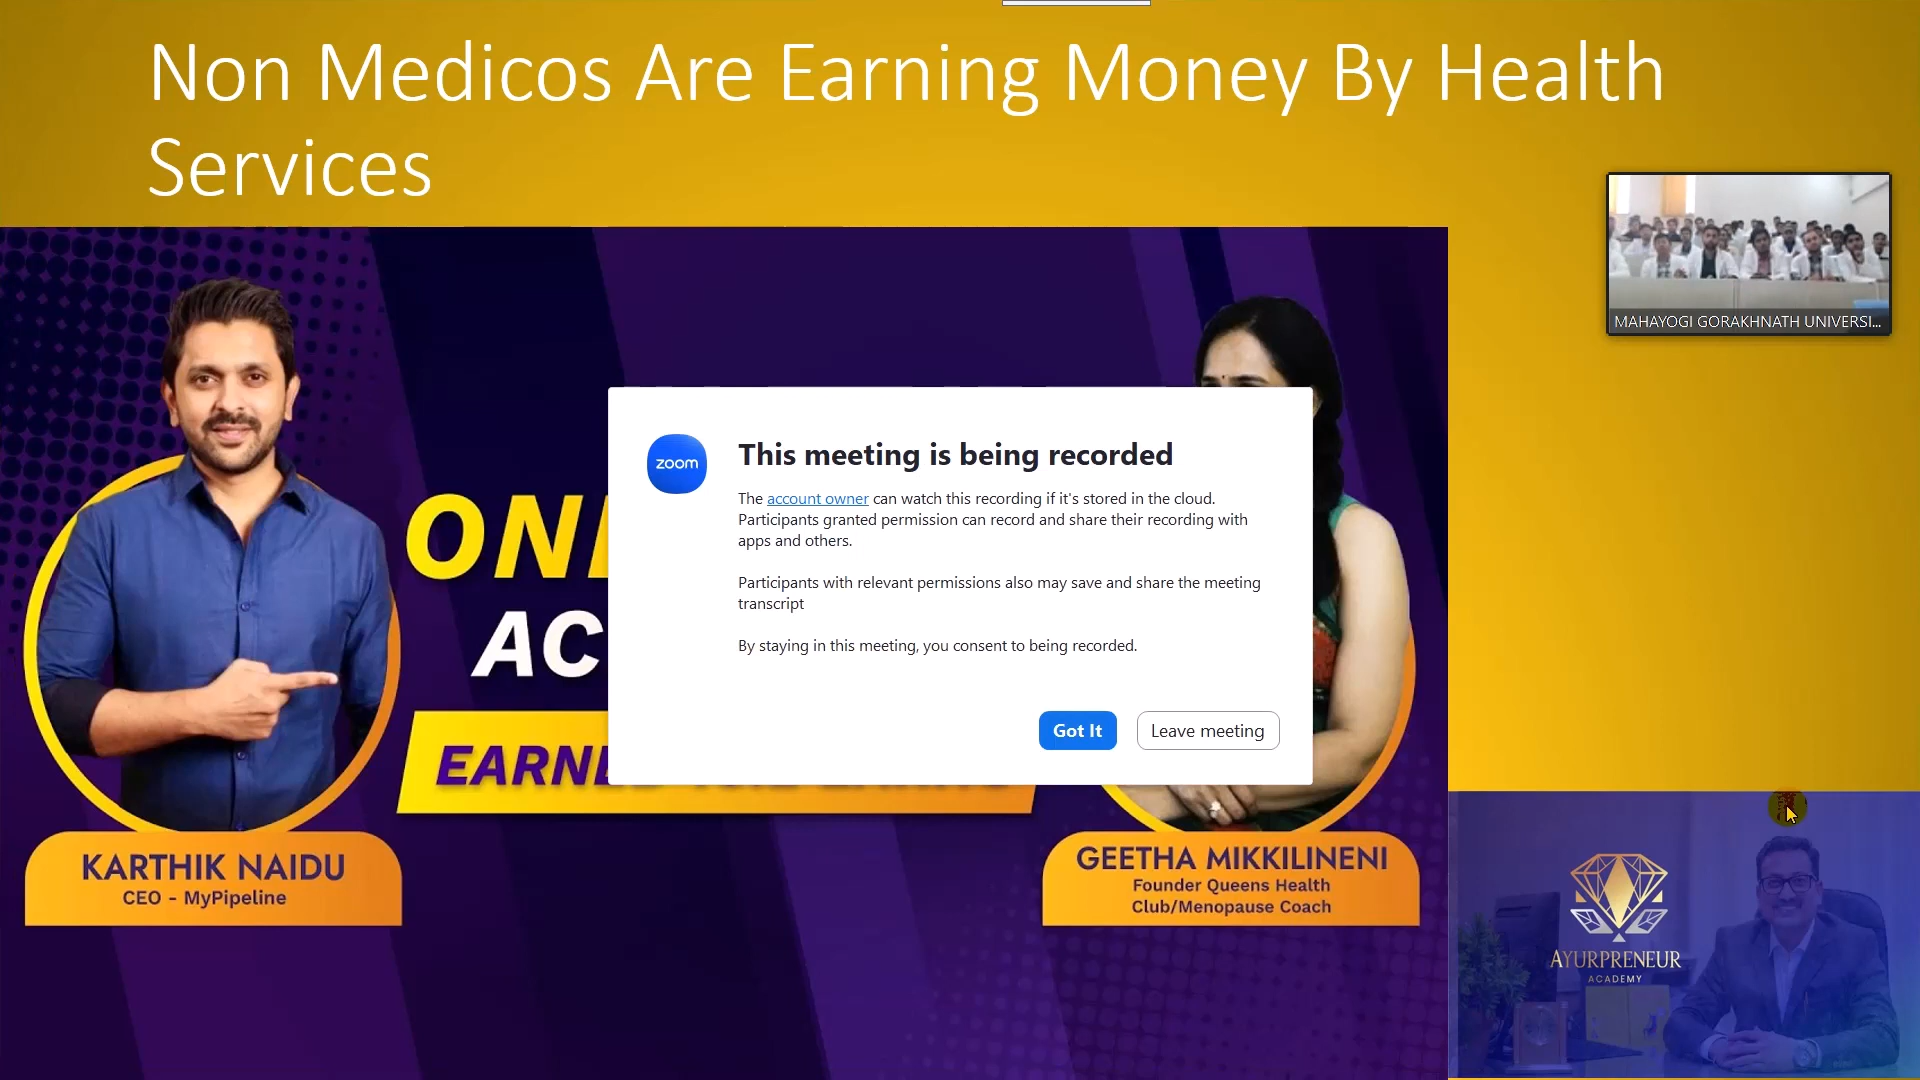 Non Medicos Are Earning Money By Health
Services
MAHAYOGI GORAKHNATH UNIVERSI...
zoom
This meeting is being recorded
The account owner can watch this recording if it's stored in the cloud.
Participants granted permission can record and share their recording with
apps and others.
Participants with relevant permissions also may save and share the meeting
transcript
By staying in this meeting, you consent to being recorded.
Got It
Leave meeting
KARTHIK NAIDU
CEO - MyPipeline
GEETHA MIKKILINENI
Founder Queens Health
Club/Menopause Coach
AYURPRENEUR
ACADEMY